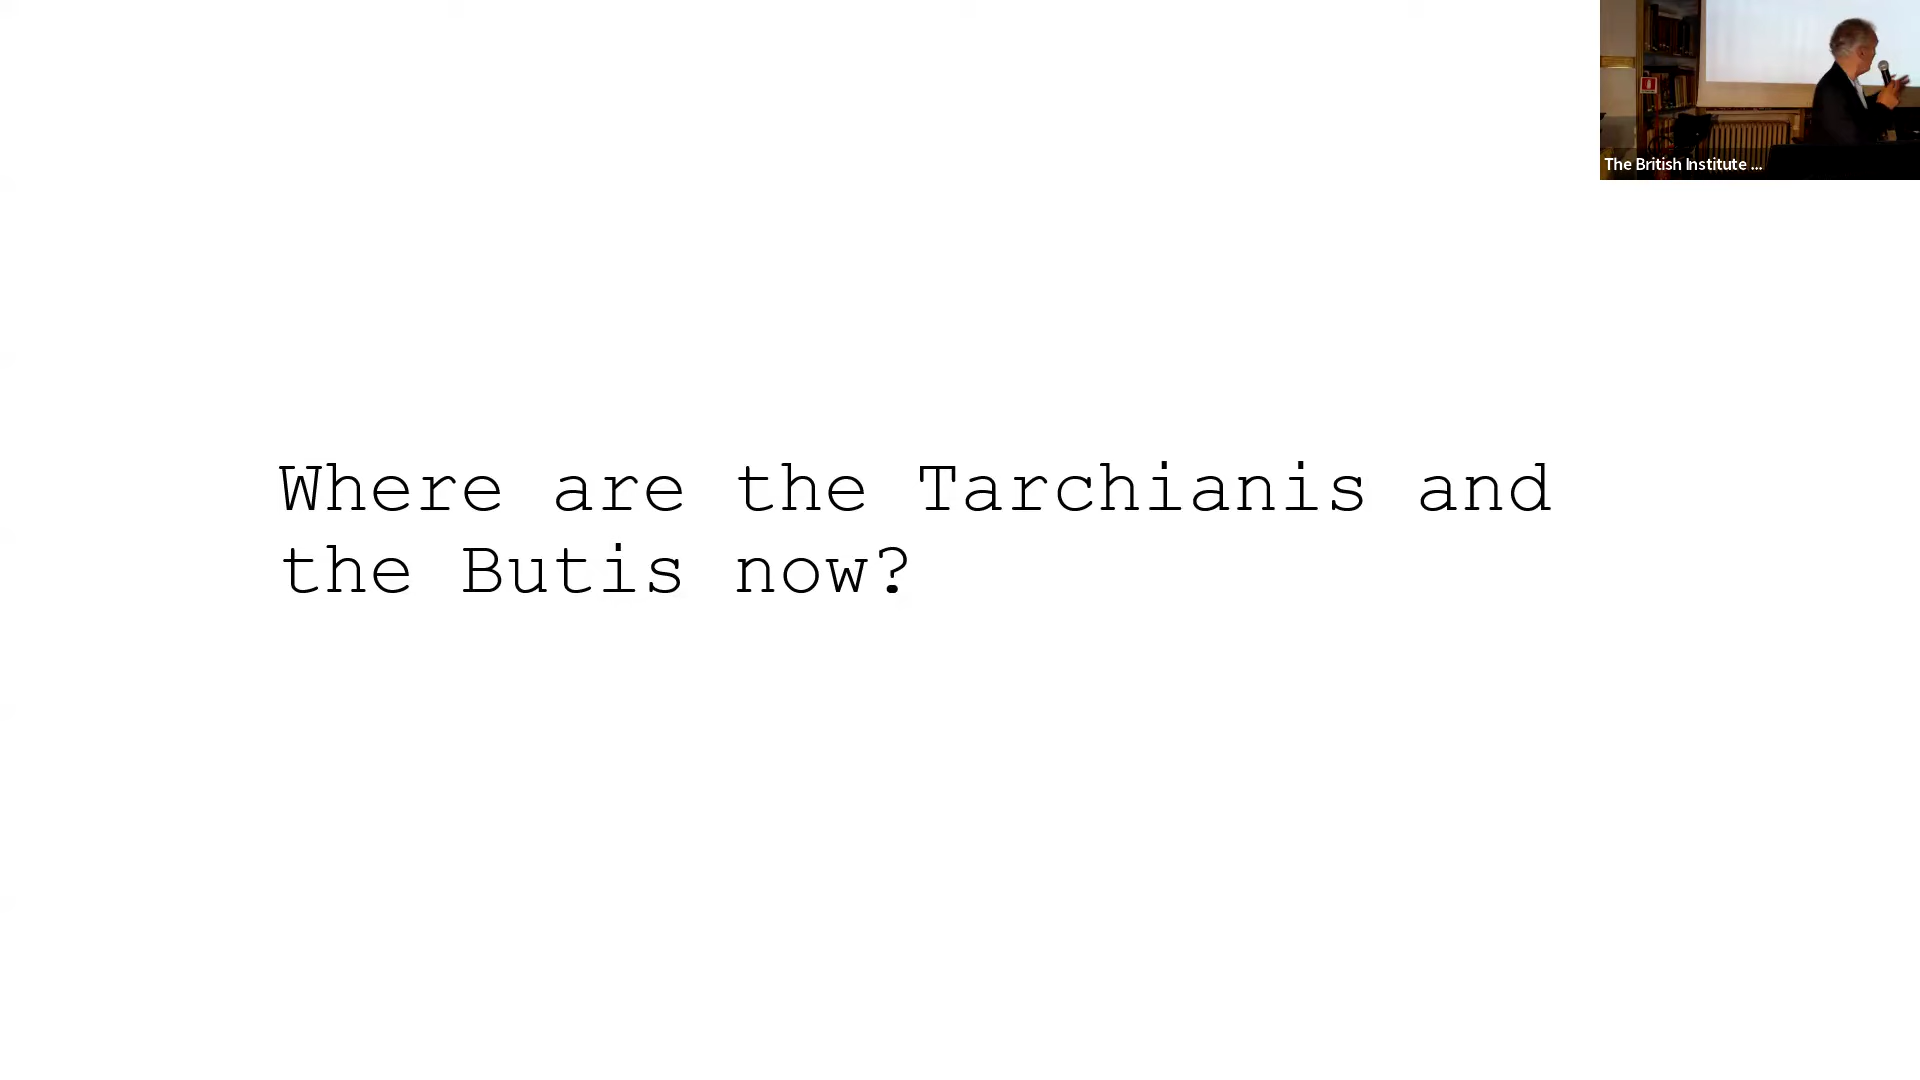 Where are the Tarchianis and
the Butis now?
The British Institute ...